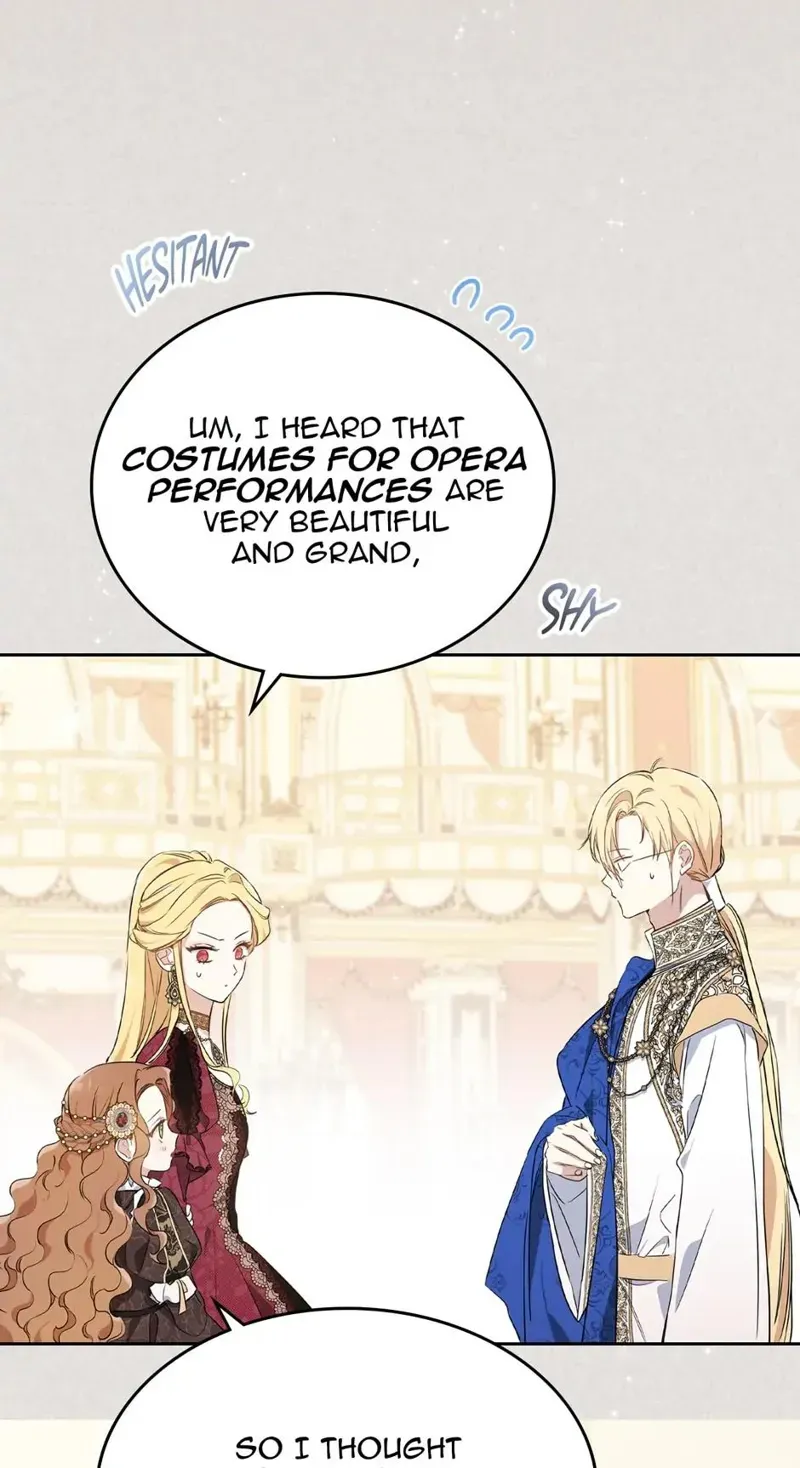 HESITANT
UM, I HEARD THAT
COSTUMES FOR OPERA
PERFORMANCES ARE
VERY BEAUTIFUL
AND GRAND,
SHY
SO I THOUGHT